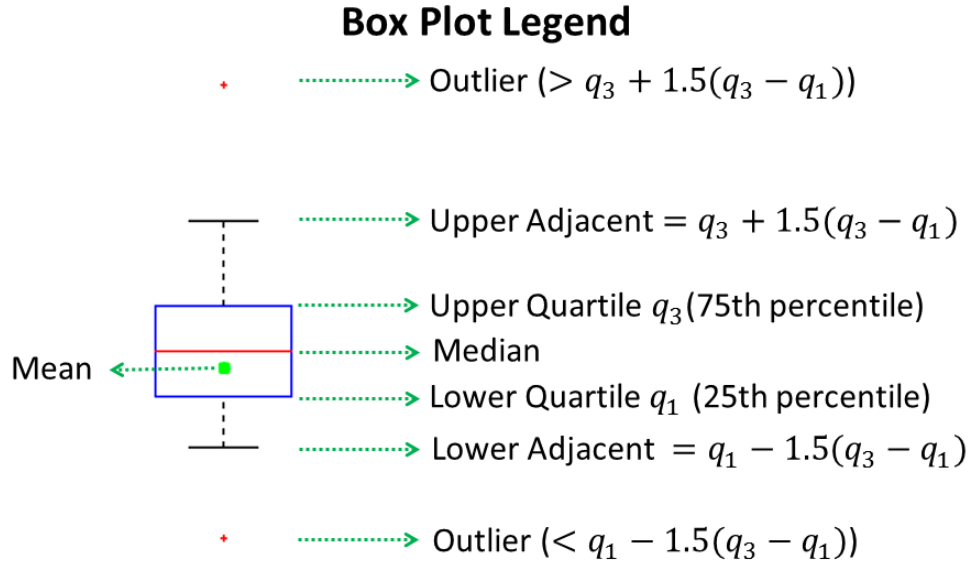 Box Plot Legend
Outlier (> q₃ + 1.5(q₃ − q₁))
Upper Adjacent = q₃ + 1.5(q₃ − q₁)
Upper Quartile q₃(75th percentile)
Median
Mean
Lower Quartile q₁ (25th percentile)
Lower Adjacent = q₁ − 1.5(q₃ − q₁)
Outlier (< q₁ − 1.5(q₃ − q₁))